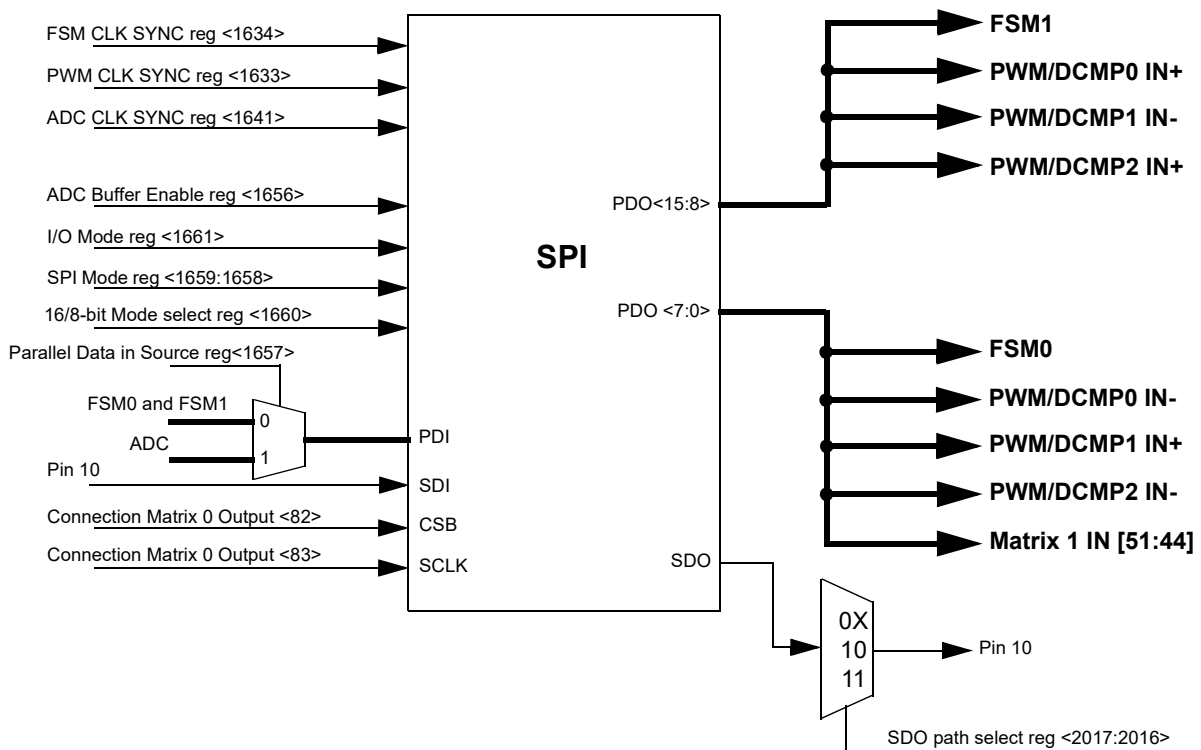 FSM CLK SYNC reg <1634>
PWM CLK SYNC reg <1633>
ADC CLK SYNC reg <1641>
ADC Buffer Enable reg <1656>
I/O Mode reg <1661>
SPI Mode reg <1659:1658>
16/8-bit Mode select reg <1660>
Parallel Data in Source reg<1657>
FSM0 and FSM1
0
ADC
1
Pin 10
Connection Matrix 0 Output <82>
Connection Matrix 0 Output <83>
PDI
SDI
CSB
SCLK
SPI
PDO<15:8>
PDO <7:0>
SDO
FSM1
PWM/DCMP0 IN+
PWM/DCMP1 IN-
PWM/DCMP2 IN+
FSM0
PWM/DCMP0 IN-
PWM/DCMP1 IN+
PWM/DCMP2 IN-
Matrix 1 IN [51:44]
0X
10
11
Pin 10
SDO path select reg <2017:2016>